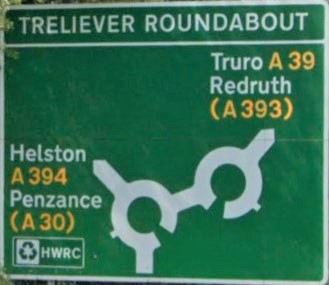 TRELIEVER ROUNDABOUT
Truro A 39
Redruth
(A 393)
Helston
A 394
Penzance
(A 30)
HWRC